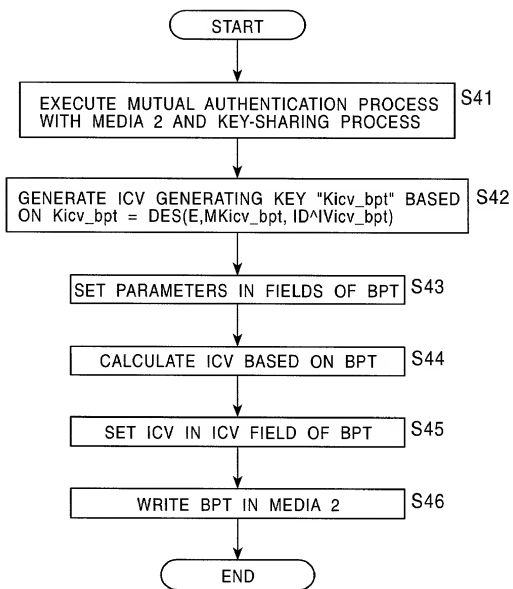 START
EXECUTE MUTUAL AUTHENTICATION PROCESS S41
WITH MEDIA 2 AND KEY-SHARING PROCESS
GENERATE ICV GENERATING KEY "Kicv_bpt" BASED S42
ON Kicv_bpt = DES(E,MKicv_bpt, ID^IVicv_bpt)
SET PARAMETERS IN FIELDS OF BPT S43
CALCULATE ICV BASED ON BPT S44
SET ICV IN ICV FIELD OF BPT S45
WRITE BPT IN MEDIA 2 S46
END